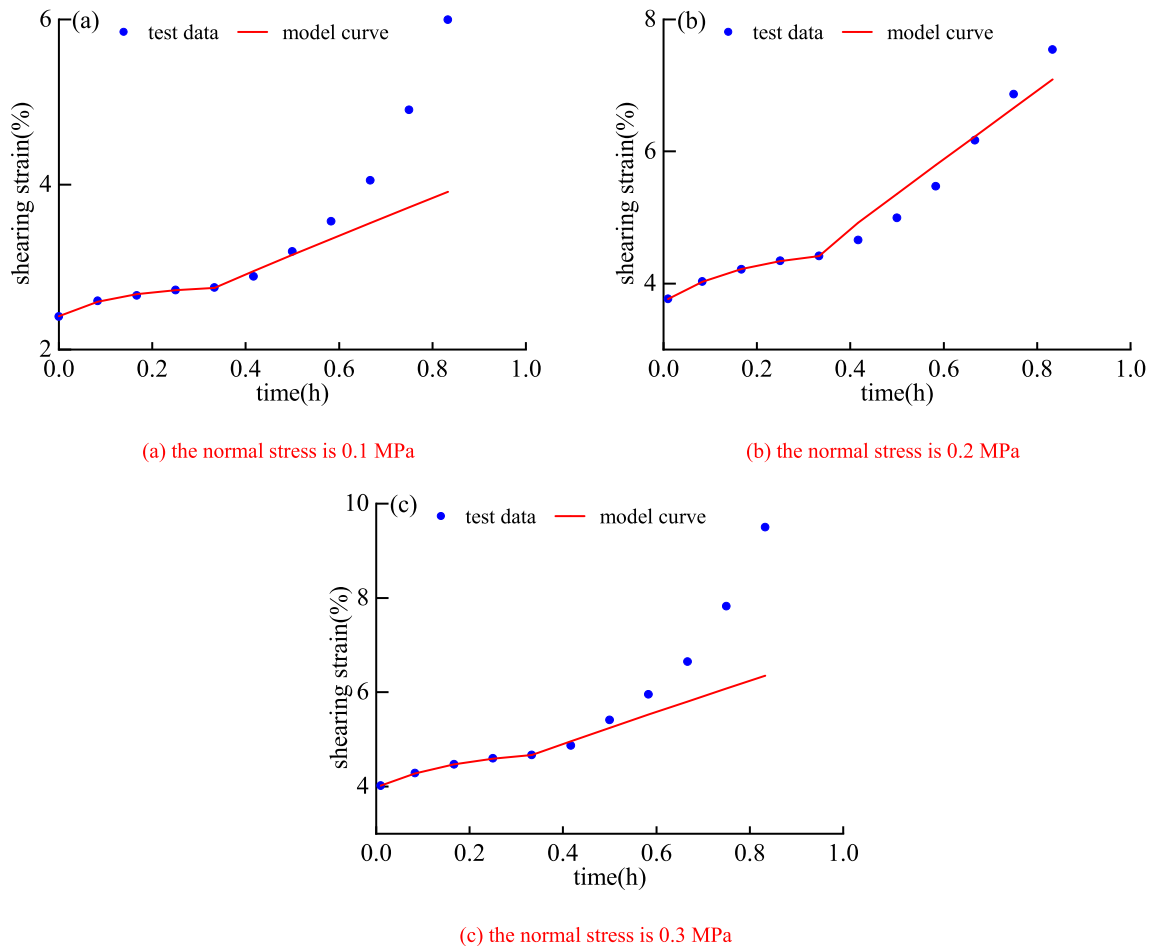 (a) test data model curve
6
4
2
shearing strain(%)
0.0 0.2 0.4 0.6 0.8 1.0
time(h)
(a) the normal stress is 0.1 MPa
(b) test data model curve
8
6
4
shearing strain(%)
0.0 0.2 0.4 0.6 0.8 1.0
time(h)
(b) the normal stress is 0.2 MPa
(c) test data model curve
10
8
6
4
shearing strain(%)
0.0 0.2 0.4 0.6 0.8 1.0
time(h)
(c) the normal stress is 0.3 MPa